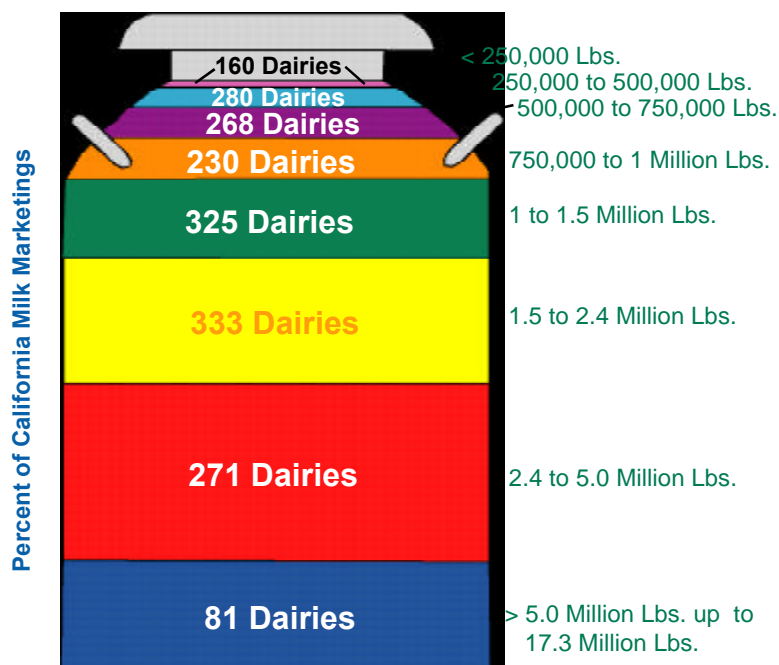 < 250,000 Lbs.
160 Dairies
250,000 to 500,000 Lbs.
280 Dairies
500,000 to 750,000 Lbs.
268 Dairies
230 Dairies
750,000 to 1 Million Lbs.
325 Dairies
1 to 1.5 Million Lbs.
Percent of California Milk Marketings
333 Dairies
1.5 to 2.4 Million Lbs.
271 Dairies
2.4 to 5.0 Million Lbs.
81 Dairies
> 5.0 Million Lbs. up to
17.3 Million Lbs.